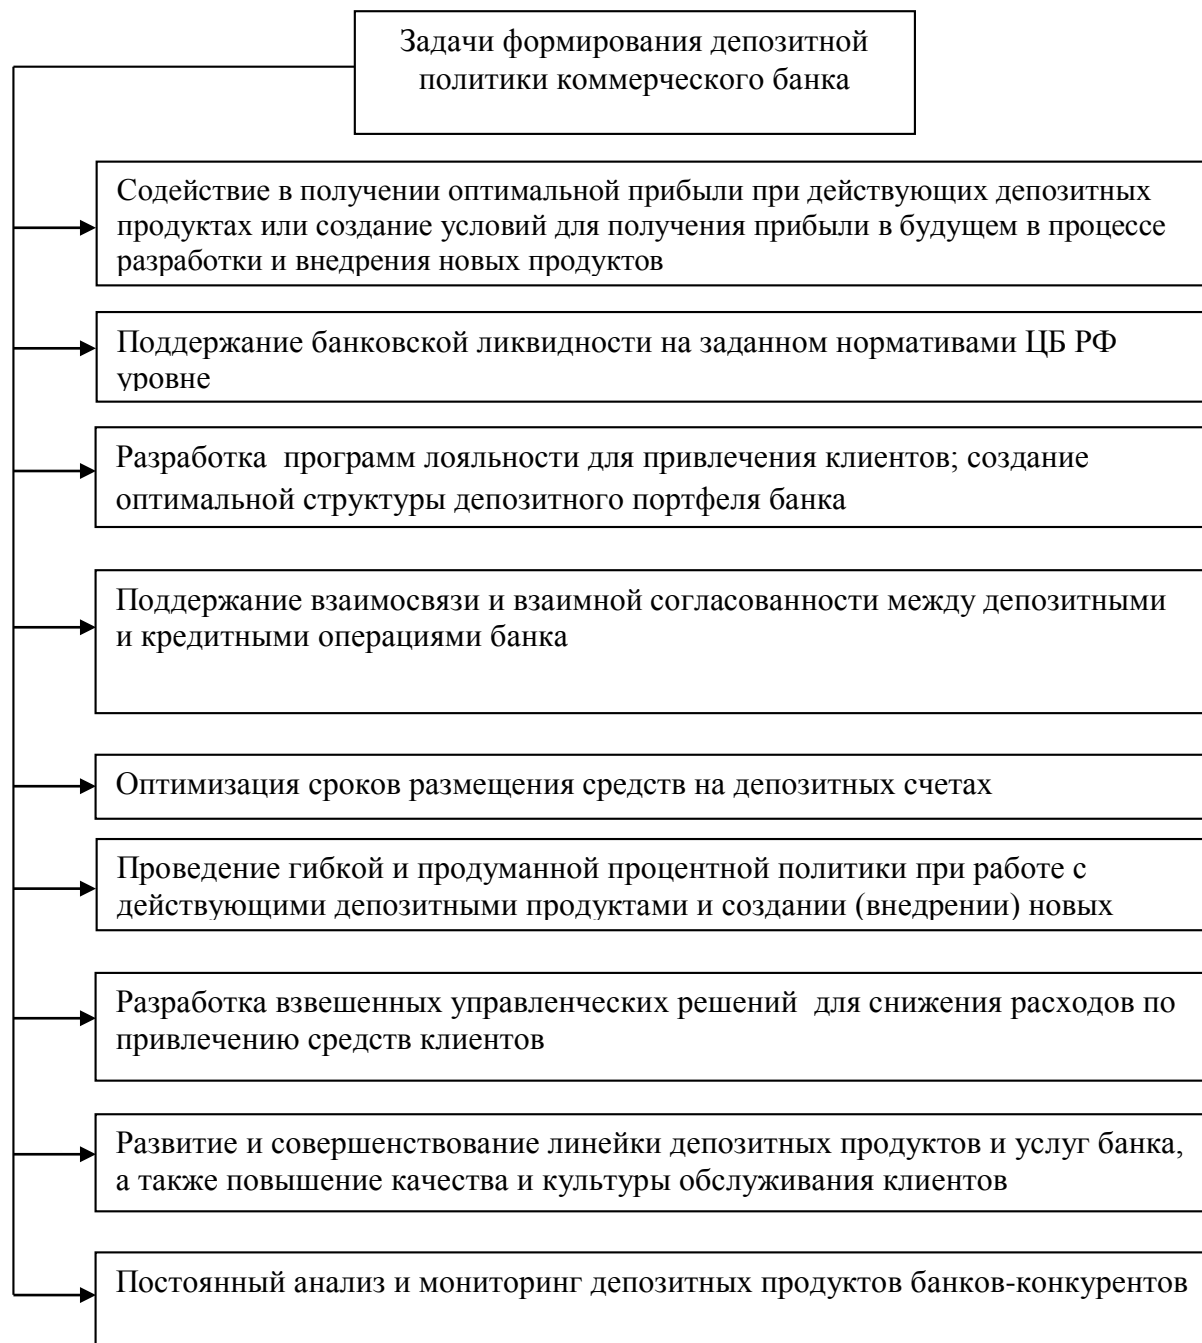 Задачи формирования депозитной
политики коммерческого банка
Содействие в получении оптимальной прибыли при действующих депозитных
продуктах или создание условий для получения прибыли в будущем в процессе
разработки и внедрения новых продуктов
Поддержание банковской ликвидности на заданном нормативами ЦБ РФ
уровне
Разработка программ лояльности для привлечения клиентов; создание
оптимальной структуры депозитного портфеля банка
Поддержание взаимосвязи и взаимной согласованности между депозитными
и кредитными операциями банка
Оптимизация сроков размещения средств на депозитных счетах
Проведение гибкой и продуманной процентной политики при работе с
действующими депозитными продуктами и создании (внедрении) новых
Разработка взвешенных управленческих решений для снижения расходов по
привлечению средств клиентов
Развитие и совершенствование линейки депозитных продуктов и услуг банка,
а также повышение качества и культуры обслуживания клиентов
Постоянный анализ и мониторинг депозитных продуктов банков-конкурентов